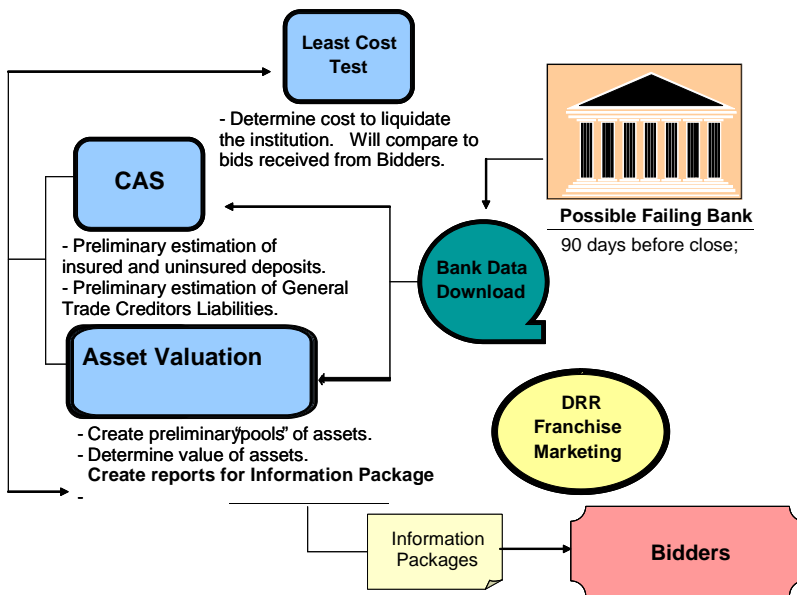 Least Cost
Test
- Determine cost to liquidate
the institution. Will compare to
bids received from Bidders.
CAS
- Preliminary estimation of
insured and uninsured deposits.
- Preliminary estimation of General
Trade Creditors Liabilities.
Possible Failing Bank
90 days before close;
Bank Data
Download
Asset Valuation
- Create preliminary“pools” of assets.
- Determine value of assets.
Create reports for Information Package
-
DRR
Franchise
Marketing
Information
Packages
Bidders